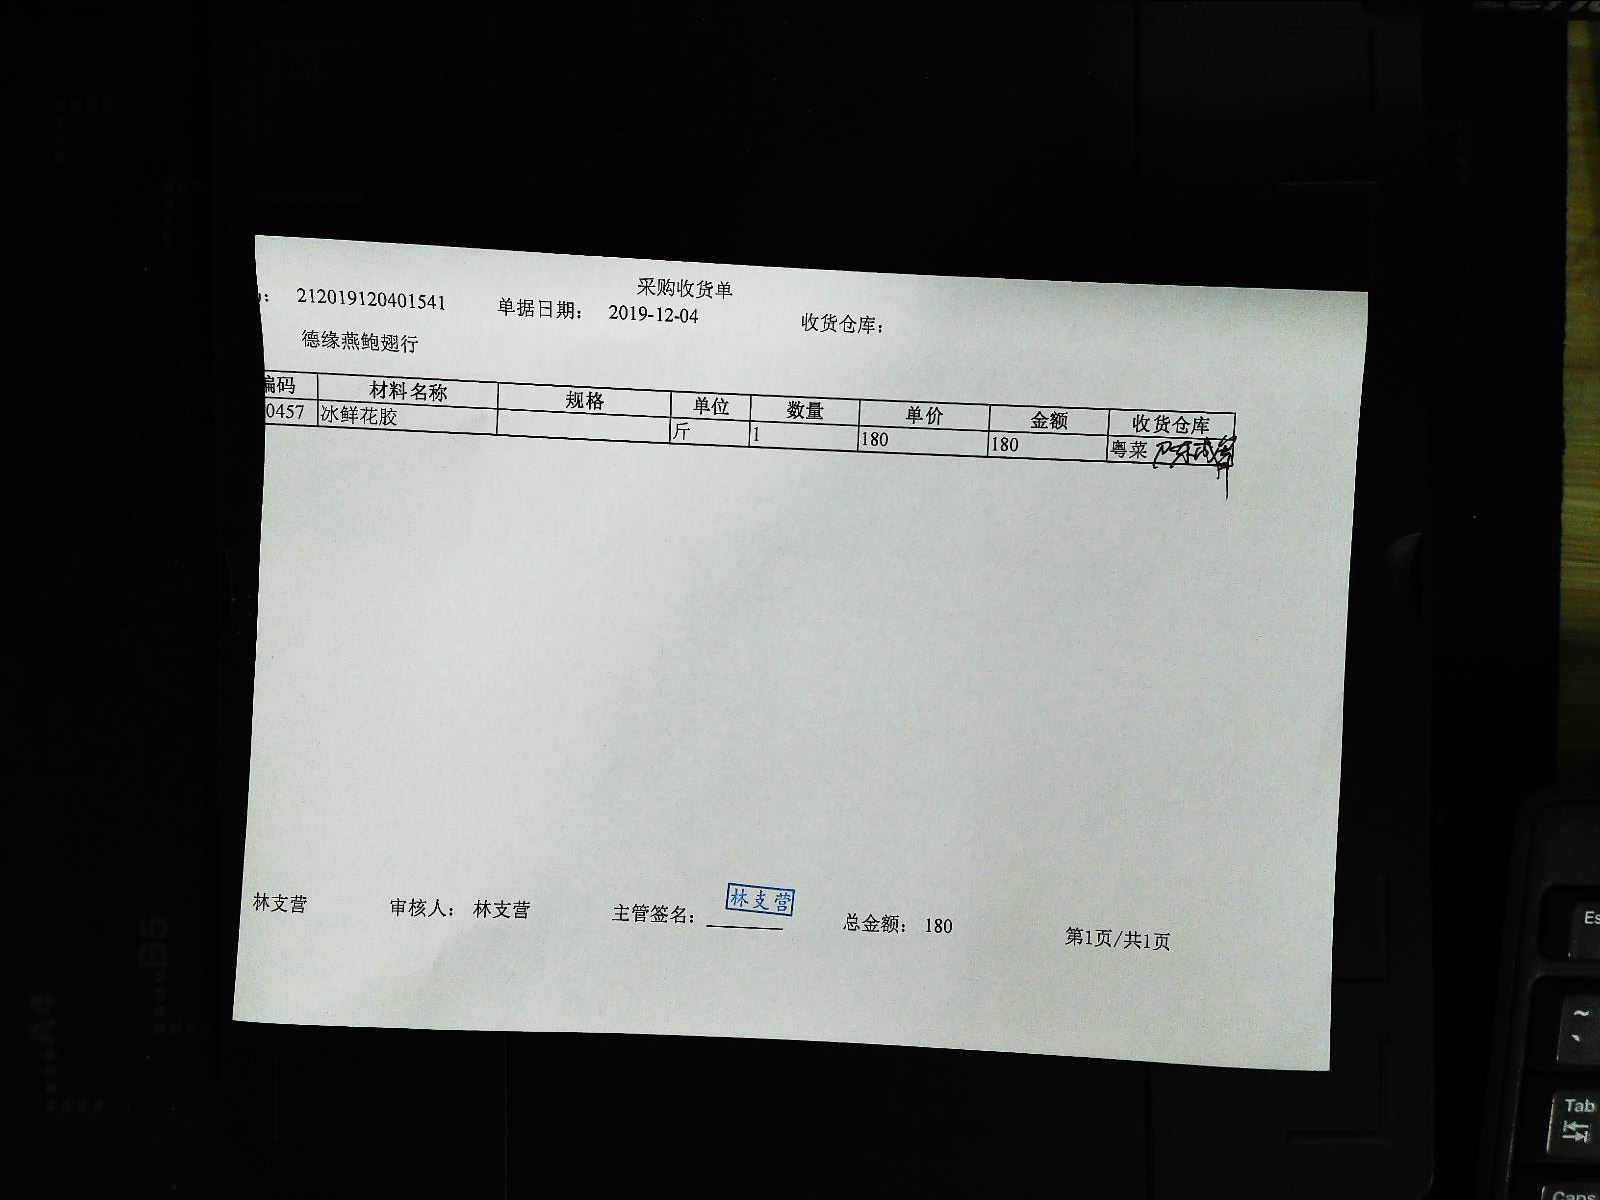 采购收货单
212019120401541 单据日期： 2019-12-04 收货仓库：
德缘燕鲍翅行
编码 材料名称 规格 单位 数量 单价 金额 收货仓库
0457 冰鲜花胶 斤 1 180 180 粤菜
林支营 审核人： 林支营 主管签名： 林支营 总金额： 180 第1页/共1页
B5
A4
Es
~
Tab
Caps